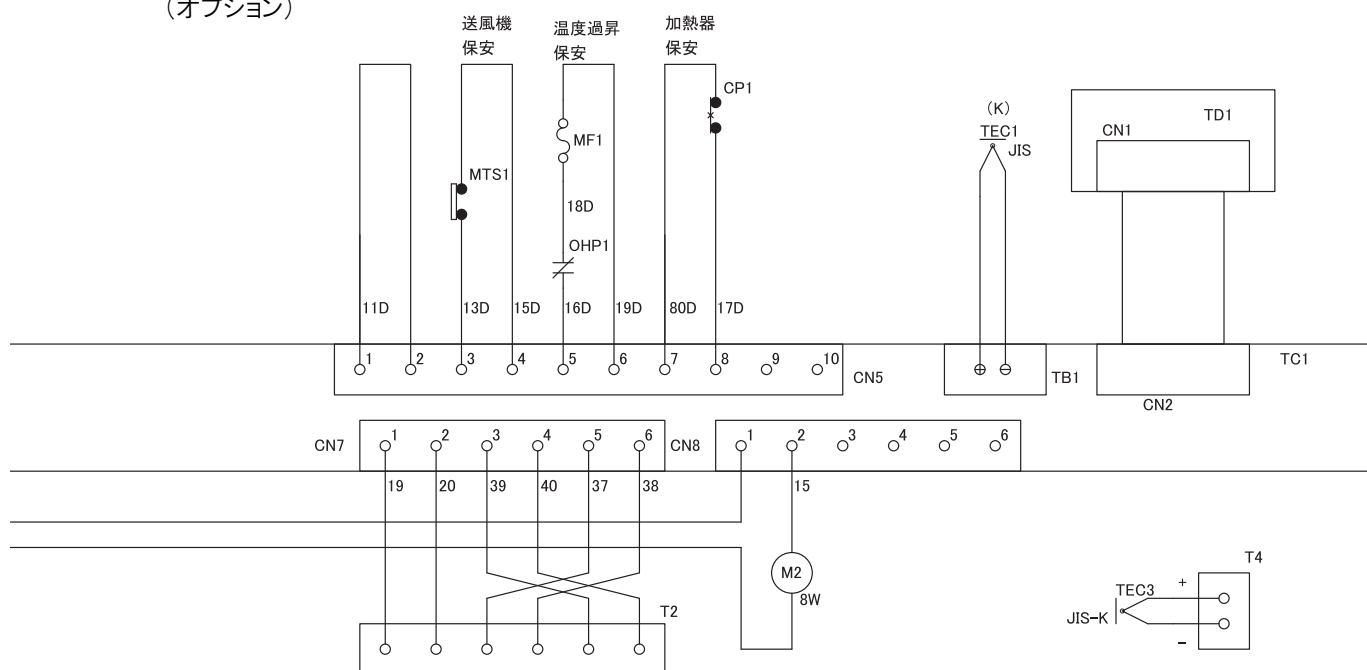 (オプション)
送風機
保安
温度過昇
保安
加熱器
保安
CP1
(K)
TEC1
JIS
TD1
CN1
MF1
MTS1
18D
OHP1
11D
13D
15D
16D
19D
80D
17D
1 2 3 4 5 6 7 8 9 10
CN5
TB1
TC1
CN2
CN7
1 2 3 4 5 6
CN8
1 2 3 4 5 6
19 20 39 40 37 38
15
M2
8W
T4
TEC3
+
JIS-K
-
T2